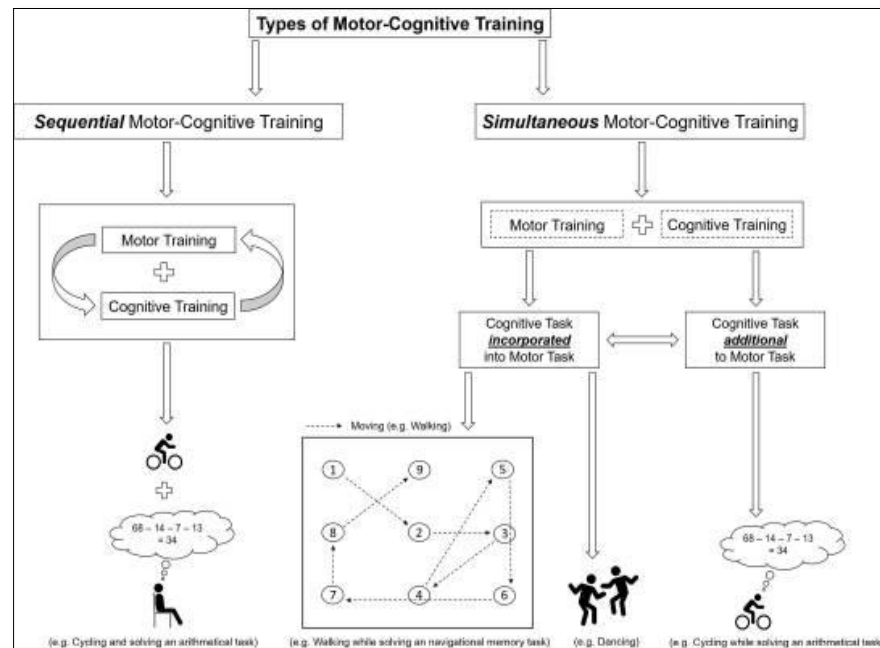 Types of Motor-Cognitive Training
Sequential Motor-Cognitive Training
Simultaneous Motor-Cognitive Training
Motor Training
Cognitive Training
Motor Training
Cognitive Training
Cognitive Task
incorporated
into Motor Task
Cognitive Task
additional
to Motor Task
Moving (e.g. Walking)
1
9
5
8
2
3
7
4
6
68 – 14 – 7 – 13
= 34
68 – 14 – 7 – 13
= 34
(e.g. Cycling and solving an arithmetical task)
(e.g. Walking while solving an navigational memory task)
(e.g. Dancing)
(e.g. Cycling while solving an arithmetical task)